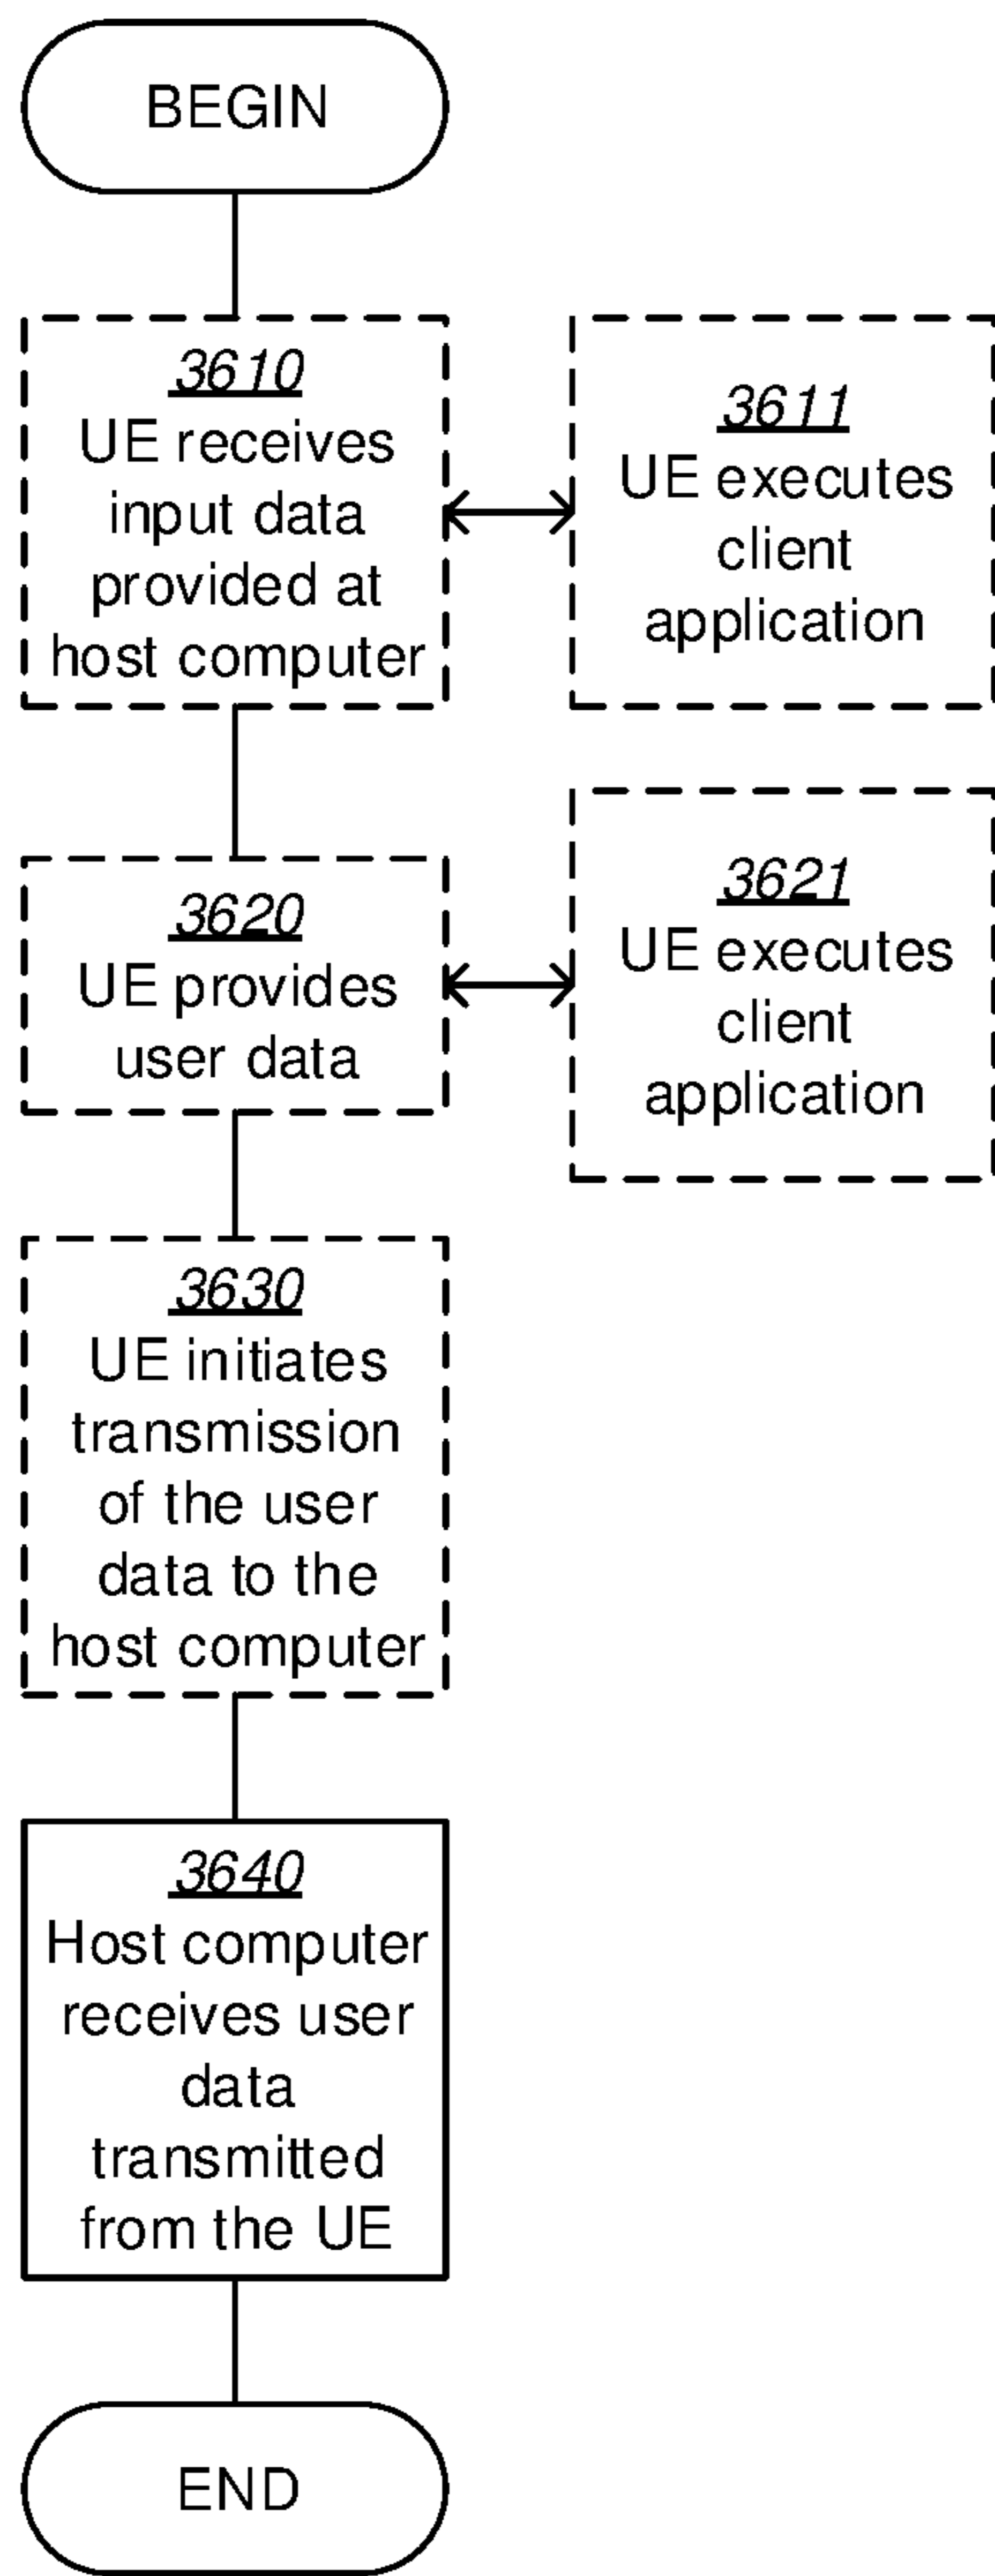 BEGIN
3610
UE receives
input data
provided at
host computer
3611
UE executes
client
application
3620
UE provides
user data
3621
UE executes
client
application
3630
UE initiates
transmission
of the user
data to the
host computer
3640
Host computer
receives user
data
transmitted
from the UE
END